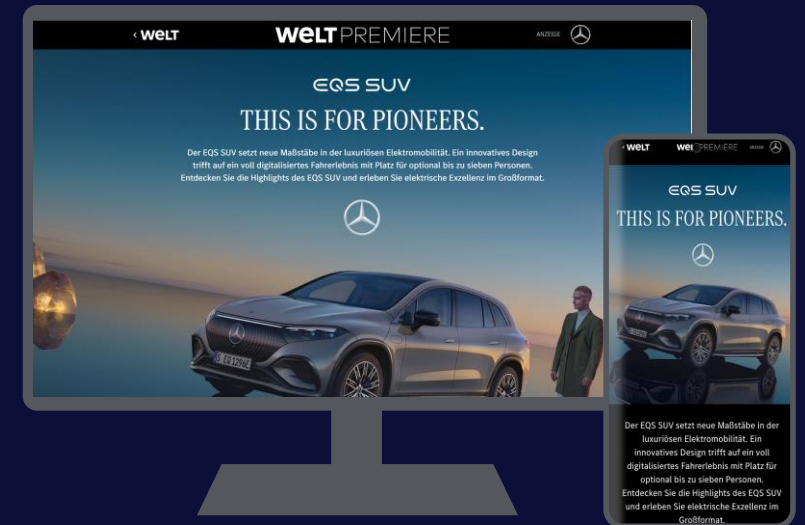 ‹ WELT
WELTPREMIERE
ANZEIGE
EQS SUV
THIS IS FOR PIONEERS.
Der EQS SUV setzt neue Maßstäbe in der luxuriösen Elektromobilität. Ein innovatives Design
trifft auf ein voll digitalisiertes Fahrerlebnis mit Platz für optional bis zu sieben Personen.
Entdecken Sie die Highlights des EQS SUV und erleben Sie elektrische Exzellenz im Großformat.
S EQ 1296E
‹ WELT
WELTPREMIERE
ANZEIGE
EQS SUV
THIS IS FOR PIONEERS.
Der EQS SUV setzt neue Maßstäbe in der
luxuriösen Elektromobilität. Ein
innovatives Design trifft auf ein voll
digitalisiertes Fahrerlebnis mit Platz für
optional bis zu sieben Personen.
Entdecken Sie die Highlights des EQS SUV
und erleben Sie elektrische Exzellenz im
Großformat.